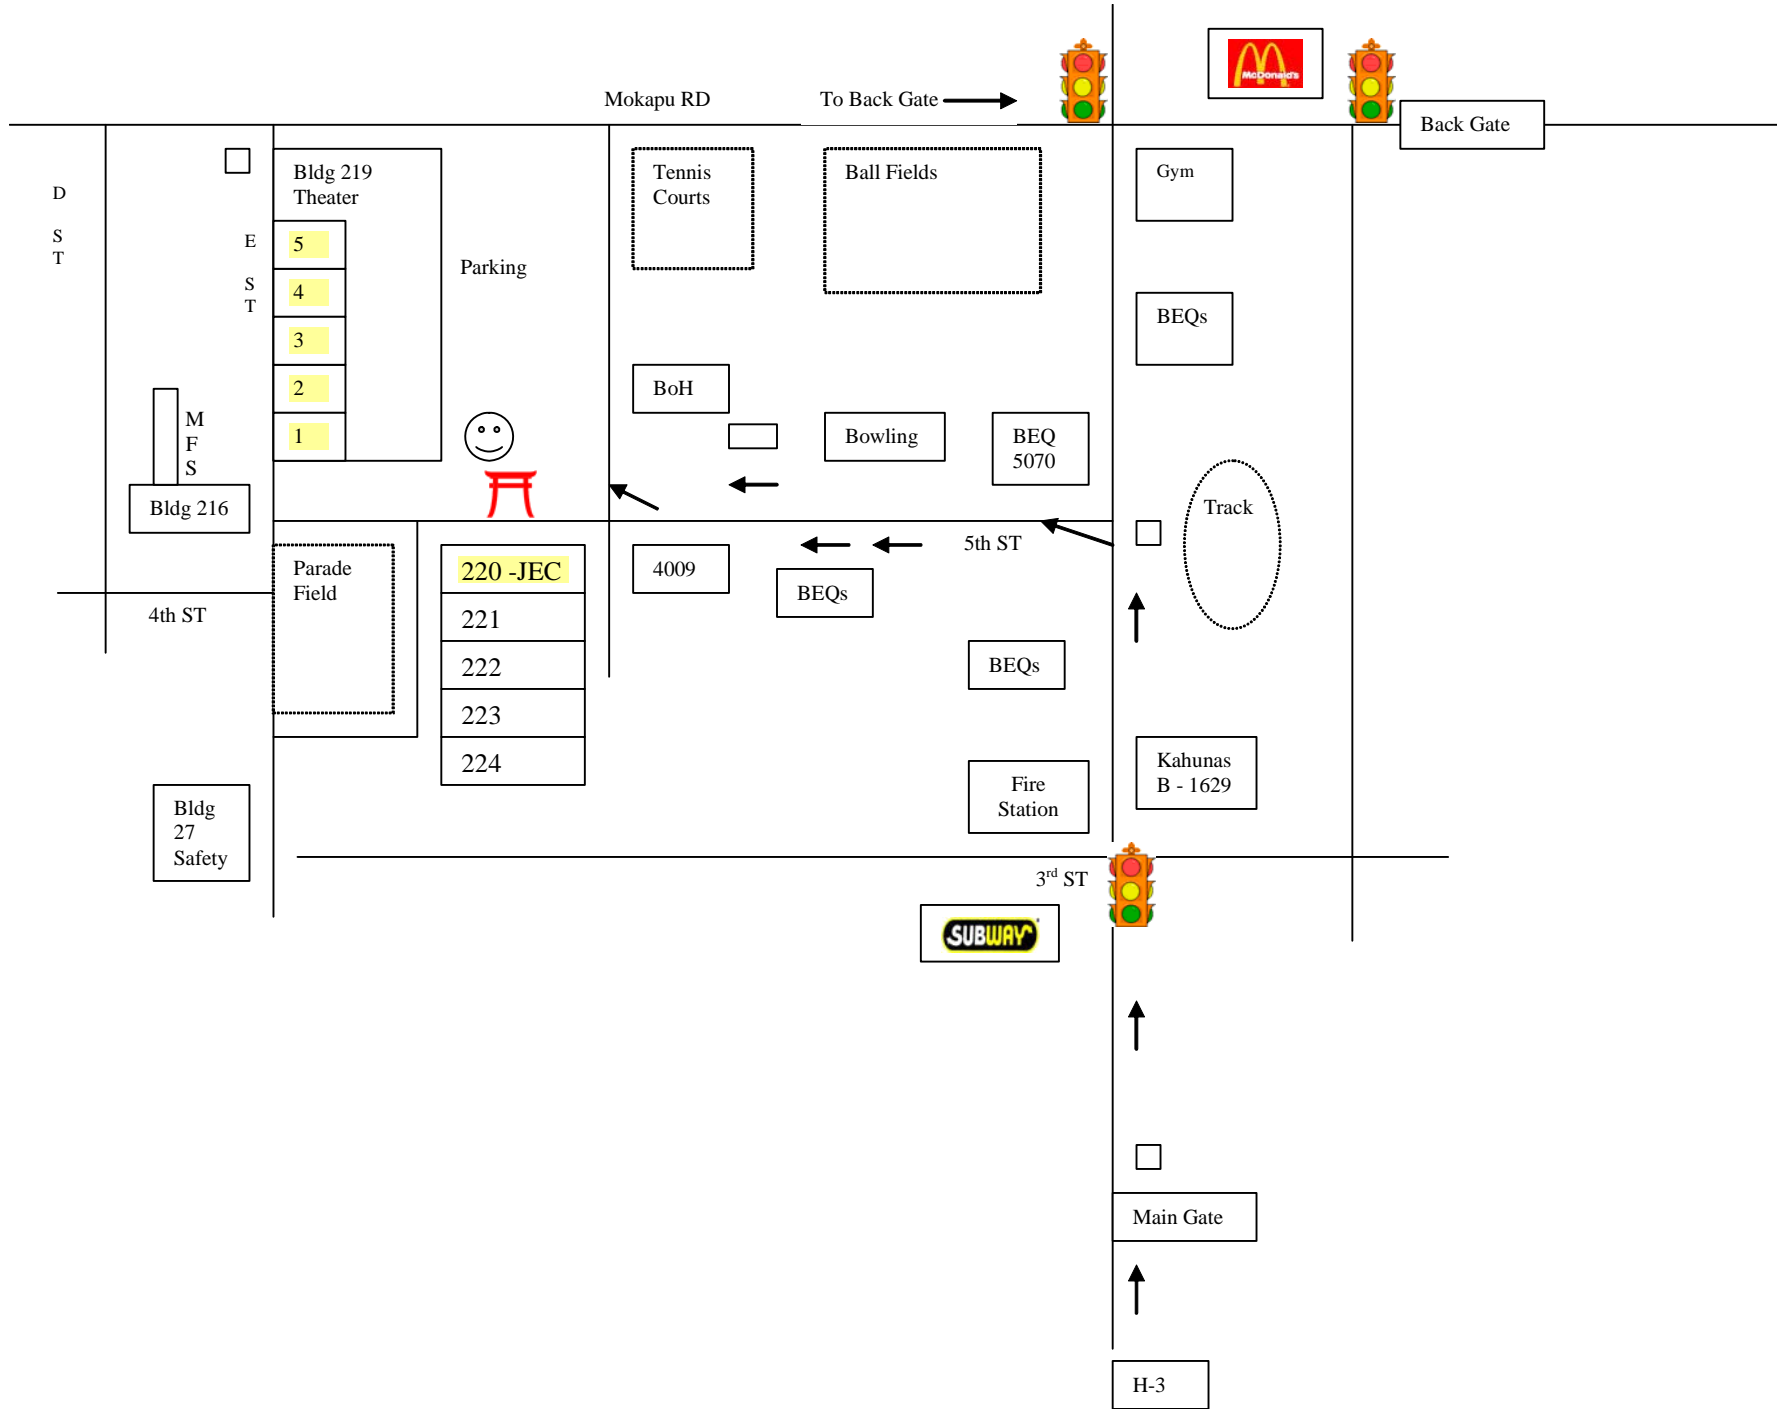 McDonald's
Mokapu RD
To Back Gate
Back Gate
D
ST
Bldg 219
Theater
Tennis
Courts
Ball Fields
Gym
E
ST
5
4
3
2
1
Parking
BEQs
BoH
M
F
S
Bowling
BEQ
5070
Bldg 216
Track
5th ST
Parade
Field
220 -JEC
221
222
223
224
4009
BEQs
4th ST
BEQs
Kahunas
B - 1629
Fire
Station
Bldg
27
Safety
3rd ST
SUBWAY
Main Gate
H-3